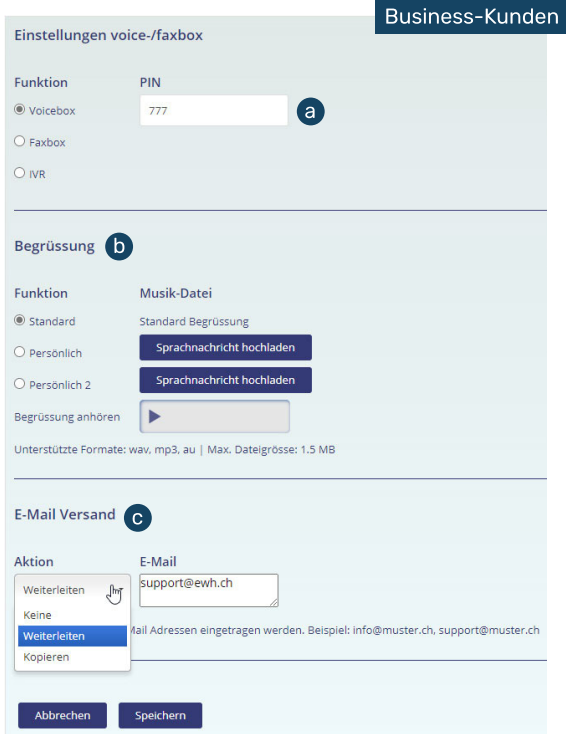 Business-Kunden
Einstellungen voice-/faxbox
Funktion PIN
Voicebox 777 a
Faxbox
IVR
Begrüssung b
Funktion Musik-Datei
Standard Standard Begrüssung
Persönlich Sprachnachricht hochladen
Persönlich 2 Sprachnachricht hochladen
Begrüssung anhören
Unterstützte Formate: wav, mp3, au | Max. Dateigrösse: 1.5 MB
E-Mail Versand c
Aktion E-Mail
Weiterleiten support@ewh.ch
Keine
Weiterleiten Mail Adressen eingetragen werden. Beispiel: info@muster.ch, support@muster.ch
Kopieren
Abbrechen Speichern